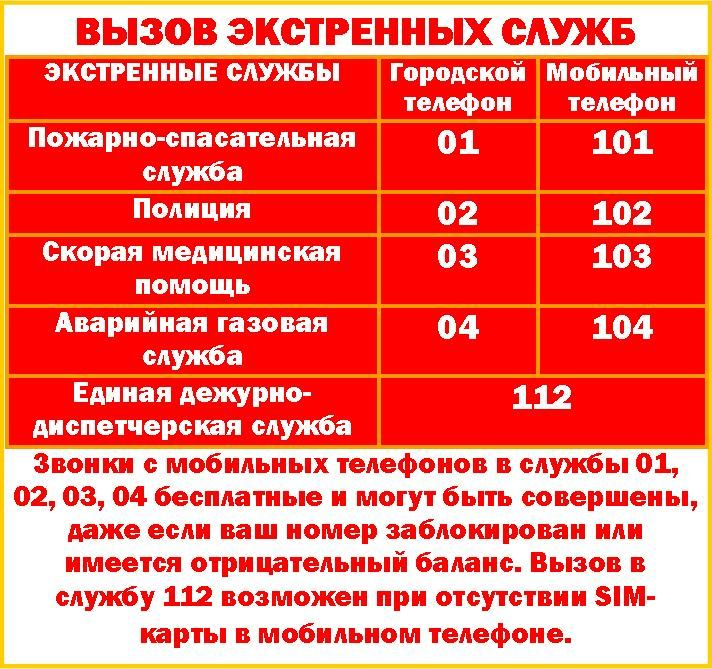 ВЫЗОВ ЭКСТРЕННЫХ СЛУЖБ
ЭКСТРЕННЫЕ СЛУЖБЫ
Городской
телефон
Мобильный
телефон
Пожарно-спасательная
служба
01
101
Полиция
02
102
Скорая медицинская
помощь
03
103
Аварийная газовая
служба
04
104
Единая дежурно-
диспетчерская служба
112
Звонки с мобильных телефонов в службы 01,
02, 03, 04 бесплатные и могут быть совершены,
даже если ваш номер заблокирован или
имеется отрицательный баланс. Вызов в
службу 112 возможен при отсутствии SIM-
карты в мобильном телефоне.